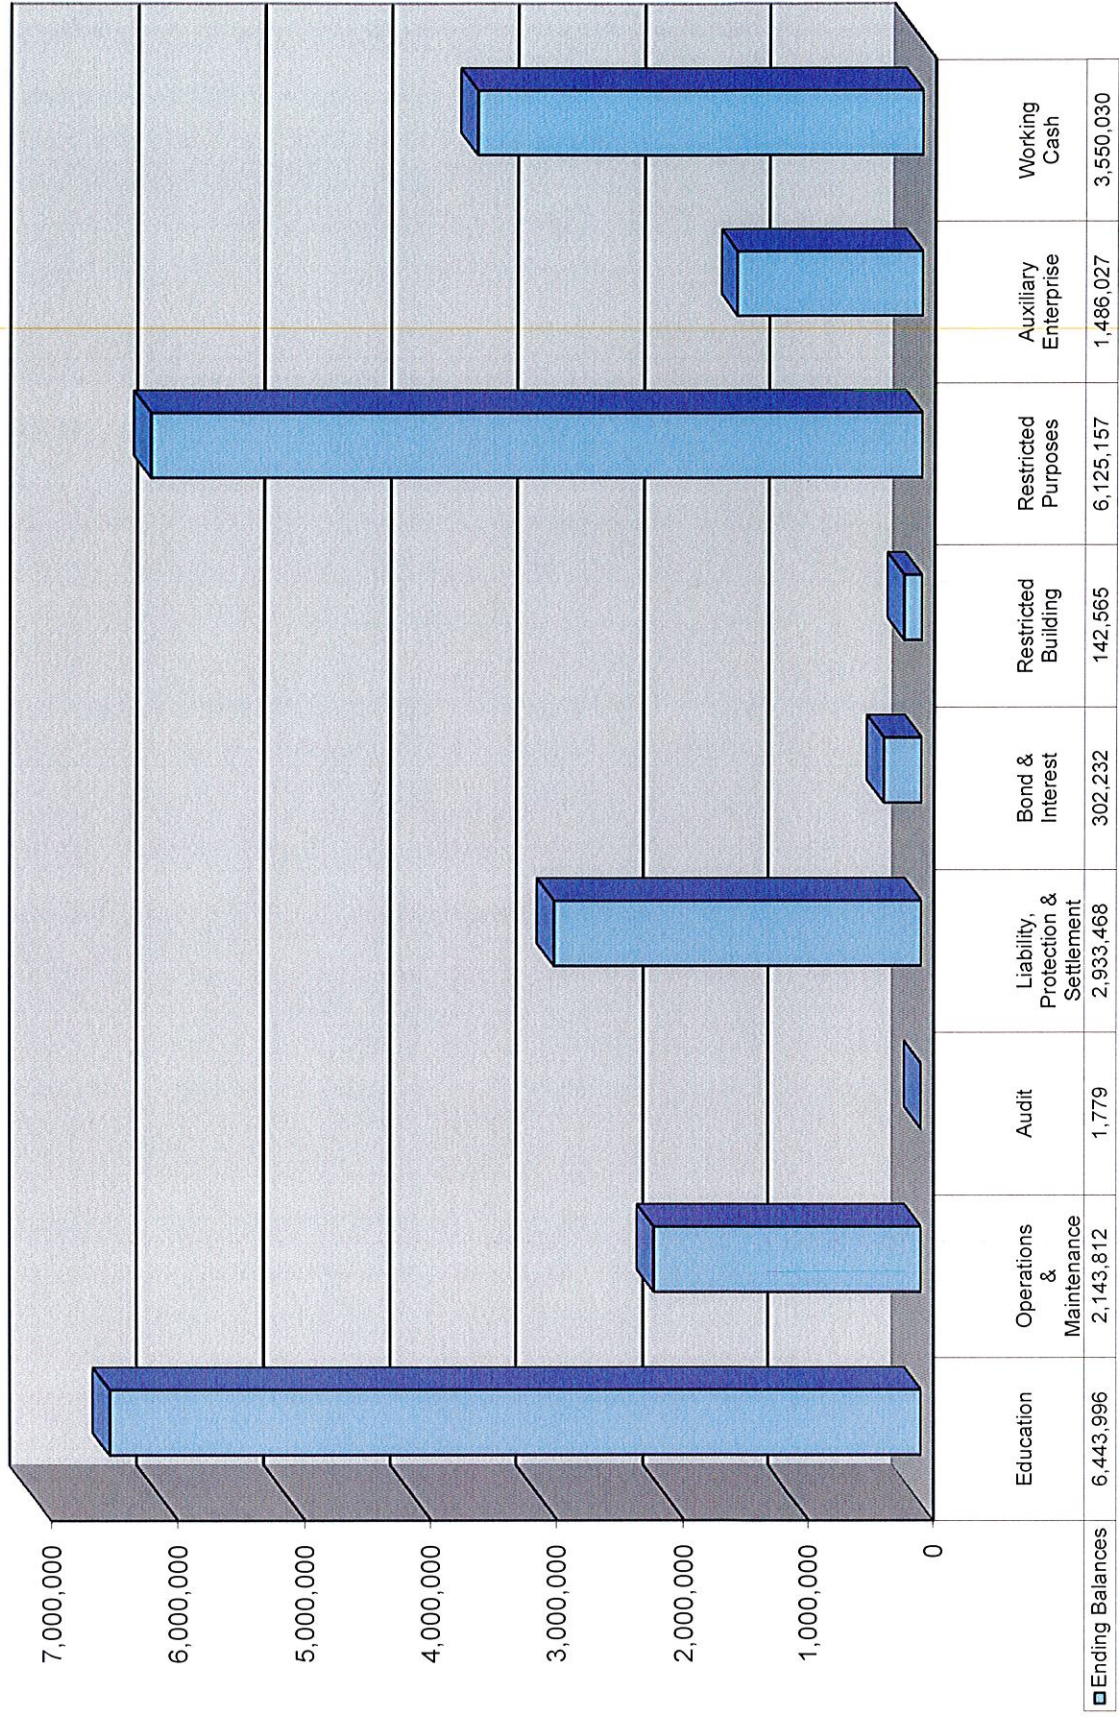 7,000,000
6,000,000
5,000,000
4,000,000
3,000,000
2,000,000
1,000,000
0
Education
Operations
&
Maintenance
Audit
Liability,
Protection &
Settlement
Bond &
Interest
Restricted
Building
Restricted
Purposes
Auxiliary
Enterprise
Working
Cash
Ending Balances 6,443,996 2,143,812 1,779 2,933,468 302,232 142,565 6,125,157 1,486,027 3,550,030